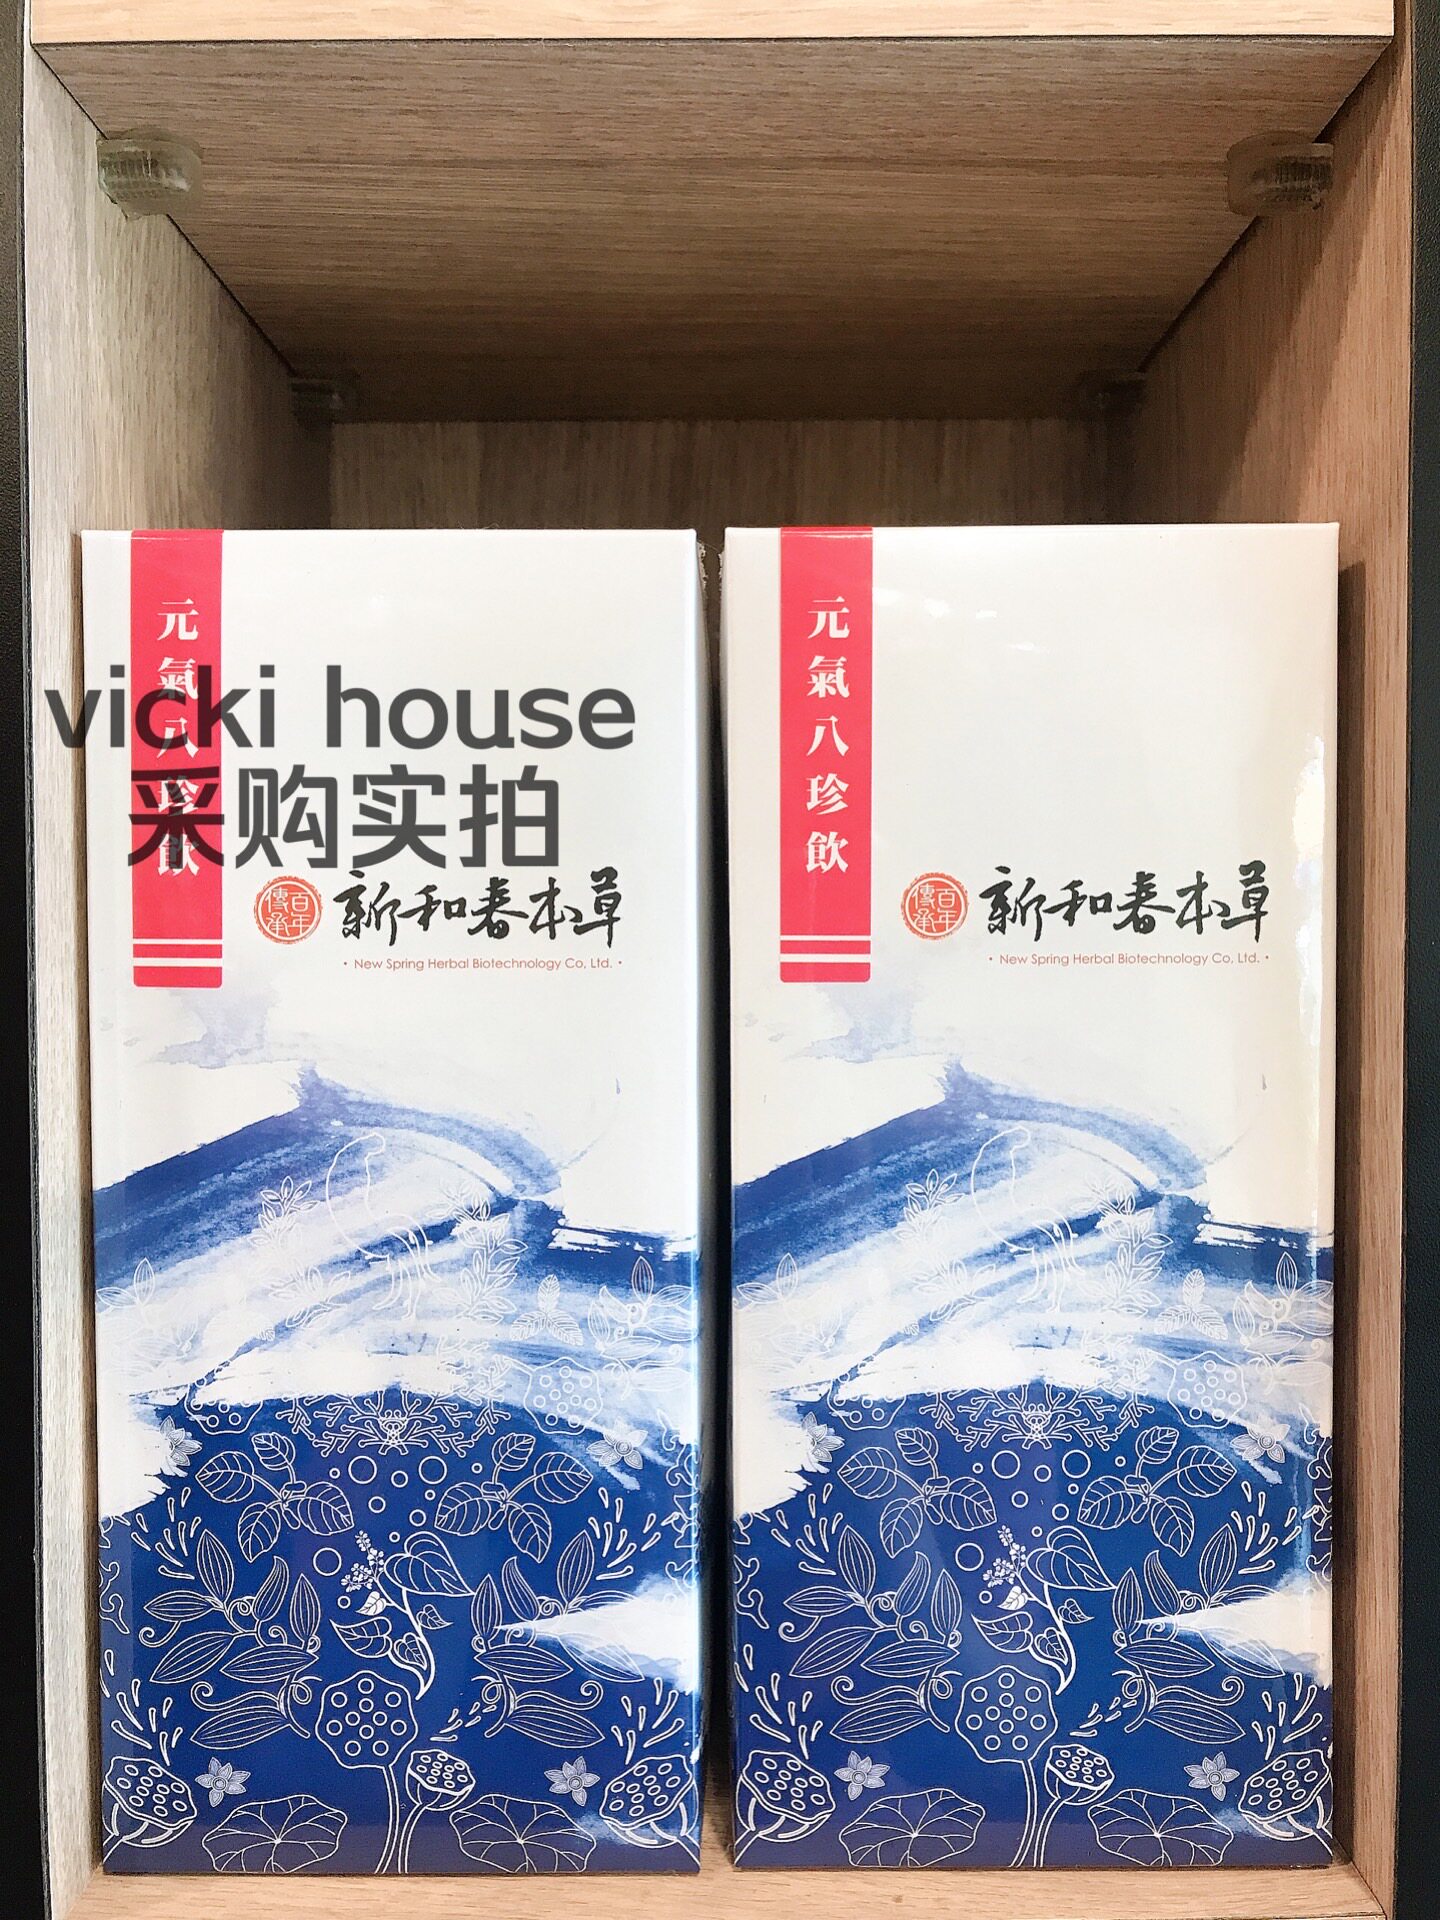 元氣八珍飲
vicki house
采购实拍
百年傳承
新和春本草
• New Spring Herbal Biotechnology Co, Ltd. •
元氣八珍飲
百年傳承
新和春本草
• New Spring Herbal Biotechnology Co, Ltd. •